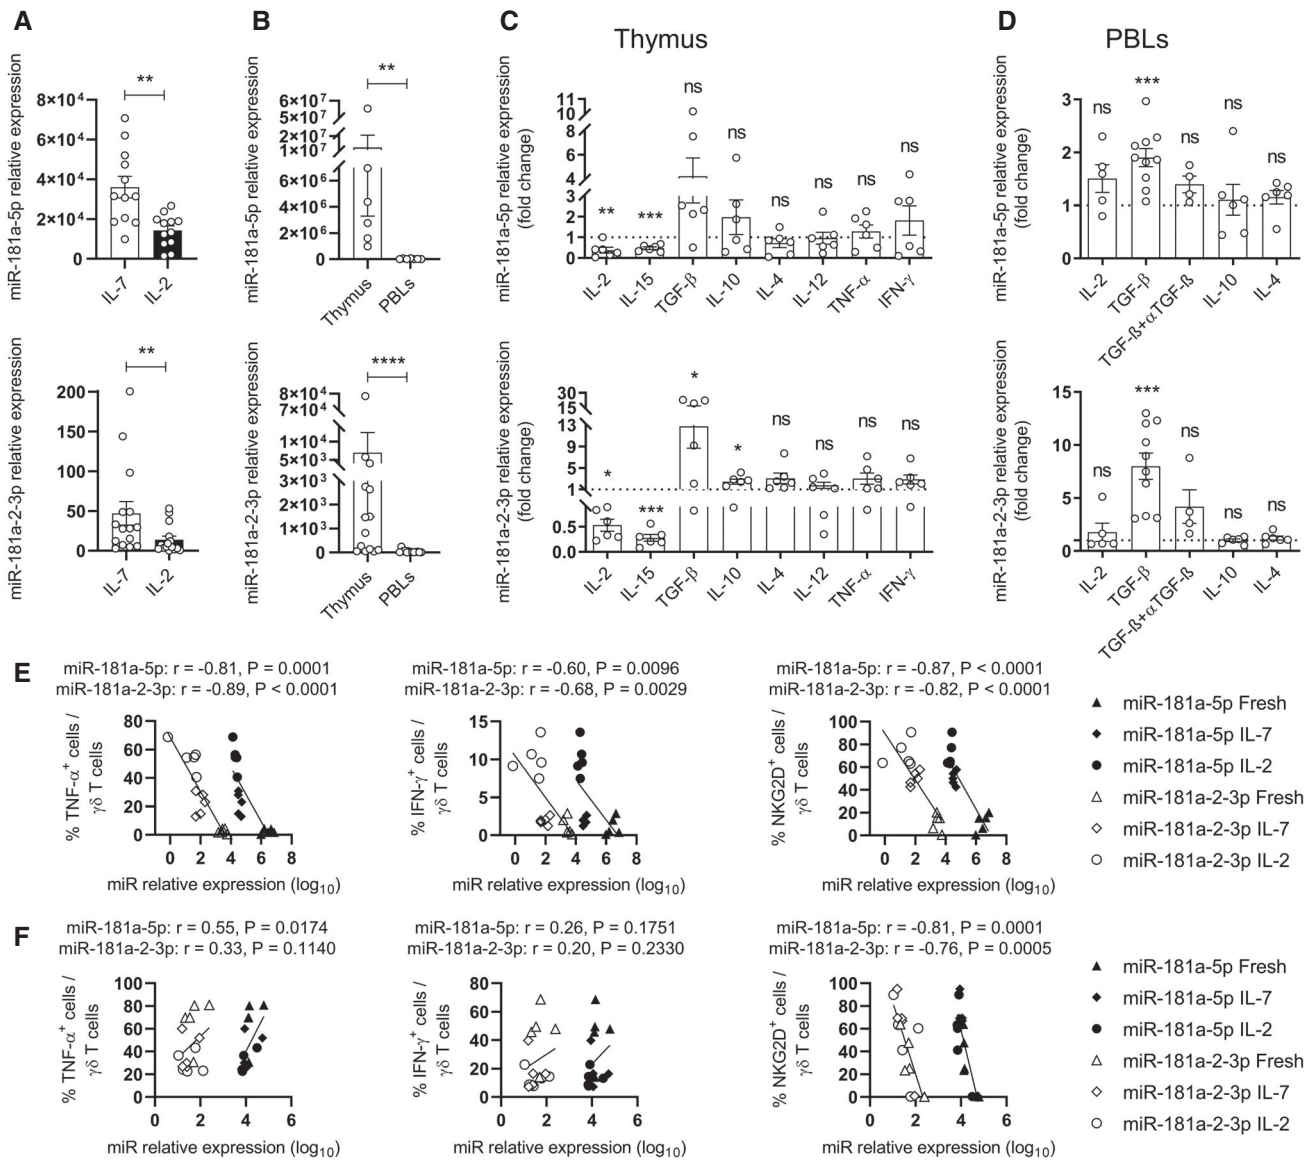 A
miR-181a-5p relative expression
8×10⁴
6×10⁴
4×10⁴
2×10⁴
0
**
IL-7
IL-2
miR-181a-2-3p relative expression
200
150
100
50
0
**
IL-7
IL-2
B
miR-181a-5p relative expression
6×10⁷
5×10⁷
2×10⁷
1×10⁷
6×10⁶
4×10⁶
2×10⁶
0
**
Thymus
PBLs
miR-181a-2-3p relative expression
8×10⁴
7×10⁴
1×10⁴
5×10³
3×10³
2×10³
1×10³
0
****
Thymus
PBLs
C
Thymus
miR-181a-5p relative expression
(fold change)
11
10
8
6
4
3
2
1
0
**
***
ns
ns
ns
ns
ns
ns
IL-2
IL-15
TGF-β
IL-10
IL-4
IL-12
TNF-α
IFN-γ
miR-181a-2-3p relative expression
(fold change)
30
15
13
9
5
1
0.5
0.0
*
***
*
*
ns
ns
ns
ns
IL-2
IL-15
TGF-β
IL-10
IL-4
IL-12
TNF-α
IFN-γ
D
PBLs
miR-181a-5p relative expression
(fold change)
3
2
1
0
ns
***
ns
ns
ns
IL-2
TGF-β
TGF-ß+αTGF-ß
IL-10
IL-4
miR-181a-2-3p relative expression
(fold change)
15
10
5
0
ns
***
ns
ns
ns
IL-2
TGF-β
TGF-ß+αTGF-ß
IL-10
IL-4
E
miR-181a-5p: r = -0.81, P = 0.0001
miR-181a-2-3p: r = -0.89, P < 0.0001
% TNF-α⁺ cells /
γδ T cells
80
60
40
20
0
0 2 4 6 8
miR relative expression (log₁₀)
miR-181a-5p: r = -0.60, P = 0.0096
miR-181a-2-3p: r = -0.68, P = 0.0029
% IFN-γ⁺ cells /
γδ T cells
15
10
5
0
0 2 4 6 8
miR relative expression (log₁₀)
miR-181a-5p: r = -0.87, P < 0.0001
miR-181a-2-3p: r = -0.82, P < 0.0001
% NKG2D⁺ cells /
γδ T cells
100
80
60
40
20
0
0 2 4 6 8
miR relative expression (log₁₀)
miR-181a-5p Fresh
miR-181a-5p IL-7
miR-181a-5p IL-2
miR-181a-2-3p Fresh
miR-181a-2-3p IL-7
miR-181a-2-3p IL-2
F
miR-181a-5p: r = 0.55, P = 0.0174
miR-181a-2-3p: r = 0.33, P = 0.1140
% TNF-α⁺ cells /
γδ T cells
100
80
60
40
20
0
0 2 4 6
miR relative expression (log₁₀)
miR-181a-5p: r = 0.26, P = 0.1751
miR-181a-2-3p: r = 0.20, P = 0.2330
% IFN-γ⁺ cells /
γδ T cells
80
60
40
20
0
0 2 4 6
miR relative expression (log₁₀)
miR-181a-5p: r = -0.81, P = 0.0001
miR-181a-2-3p: r = -0.76, P = 0.0005
% NKG2D⁺ cells /
γδ T cells
100
80
60
40
20
0
0 2 4 6
miR relative expression (log₁₀)
miR-181a-5p Fresh
miR-181a-5p IL-7
miR-181a-5p IL-2
miR-181a-2-3p Fresh
miR-181a-2-3p IL-7
miR-181a-2-3p IL-2